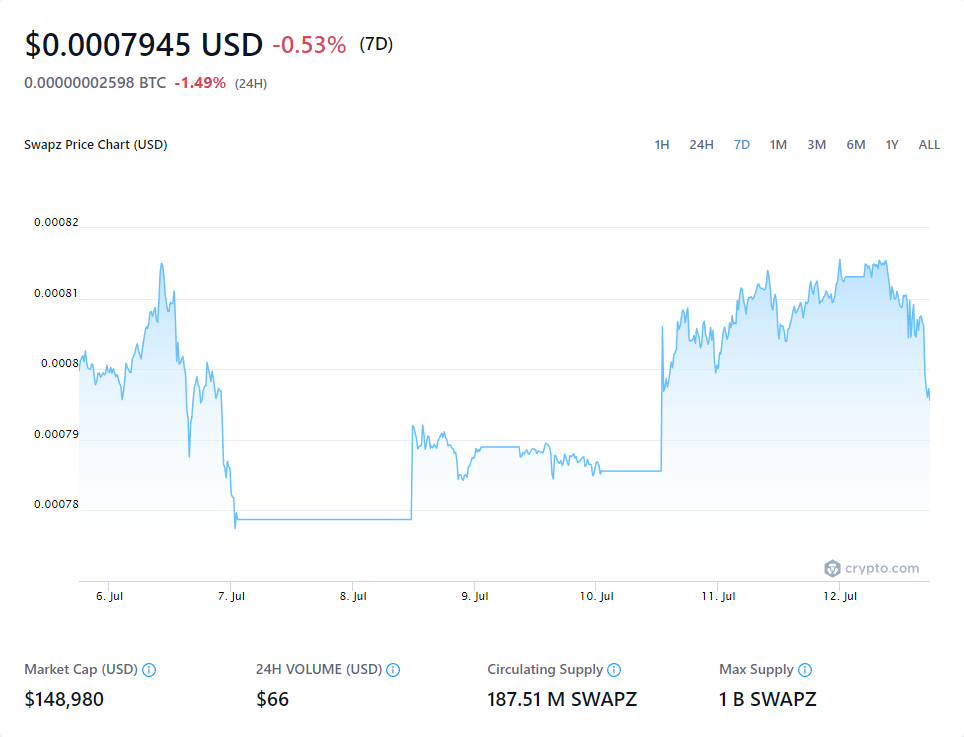 $0.0007945 USD -0.53% (7D)
0.00000002598 BTC -1.49% (24H)
Swapz Price Chart (USD) 1H 24H 7D 1M 3M 6M 1Y ALL
0.00082
0.00081
0.0008
0.00079
0.00078
crypto.com
6. Jul 7. Jul 8. Jul 9. Jul 10. Jul 11. Jul 12. Jul
Market Cap (USD) 24H VOLUME (USD) Circulating Supply Max Supply
$148,980 $66 187.51 M SWAPZ 1 B SWAPZ